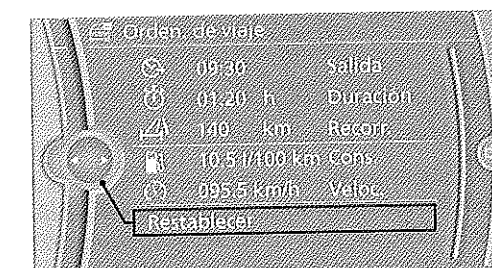 Orden. de viaje
09:30 Salida
01:20 h Duración
140 km Recorr.
10.5 l/100 km Cons.
095.5 km/h Veloc.
Restablecer